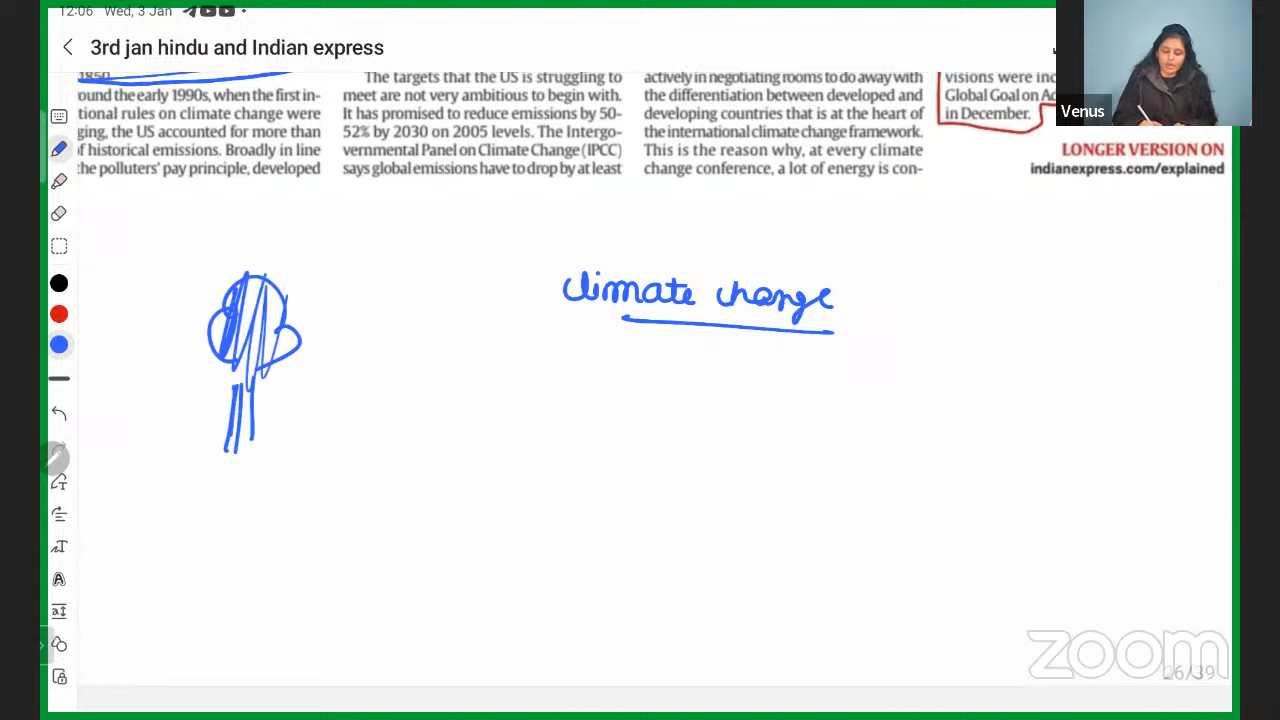 12:06 Wed, 3 Jan
3rd jan hindu and Indian express
1850
ound the early 1990s, when the first in-
tional rules on climate change were
ging, the US accounted for more than
f historical emissions. Broadly in line
he polluters' pay principle, developed
The targets that the US is struggling to
meet are not very ambitious to begin with.
It has promised to reduce emissions by 50-
52% by 2030 on 2005 levels. The Intergo-
vernmental Panel on Climate Change (IPCC)
says global emissions have to drop by at least
actively in negotiating rooms to do away with
the differentiation between developed and
developing countries that is at the heart of
the international climate change framework.
This is the reason why, at every climate
change conference, a lot of energy is con-
visions were inc
Global Goal on Ad
in December.
LONGER VERSION ON
indianexpress.com/explained
Venus
climate change
zoom
26/39